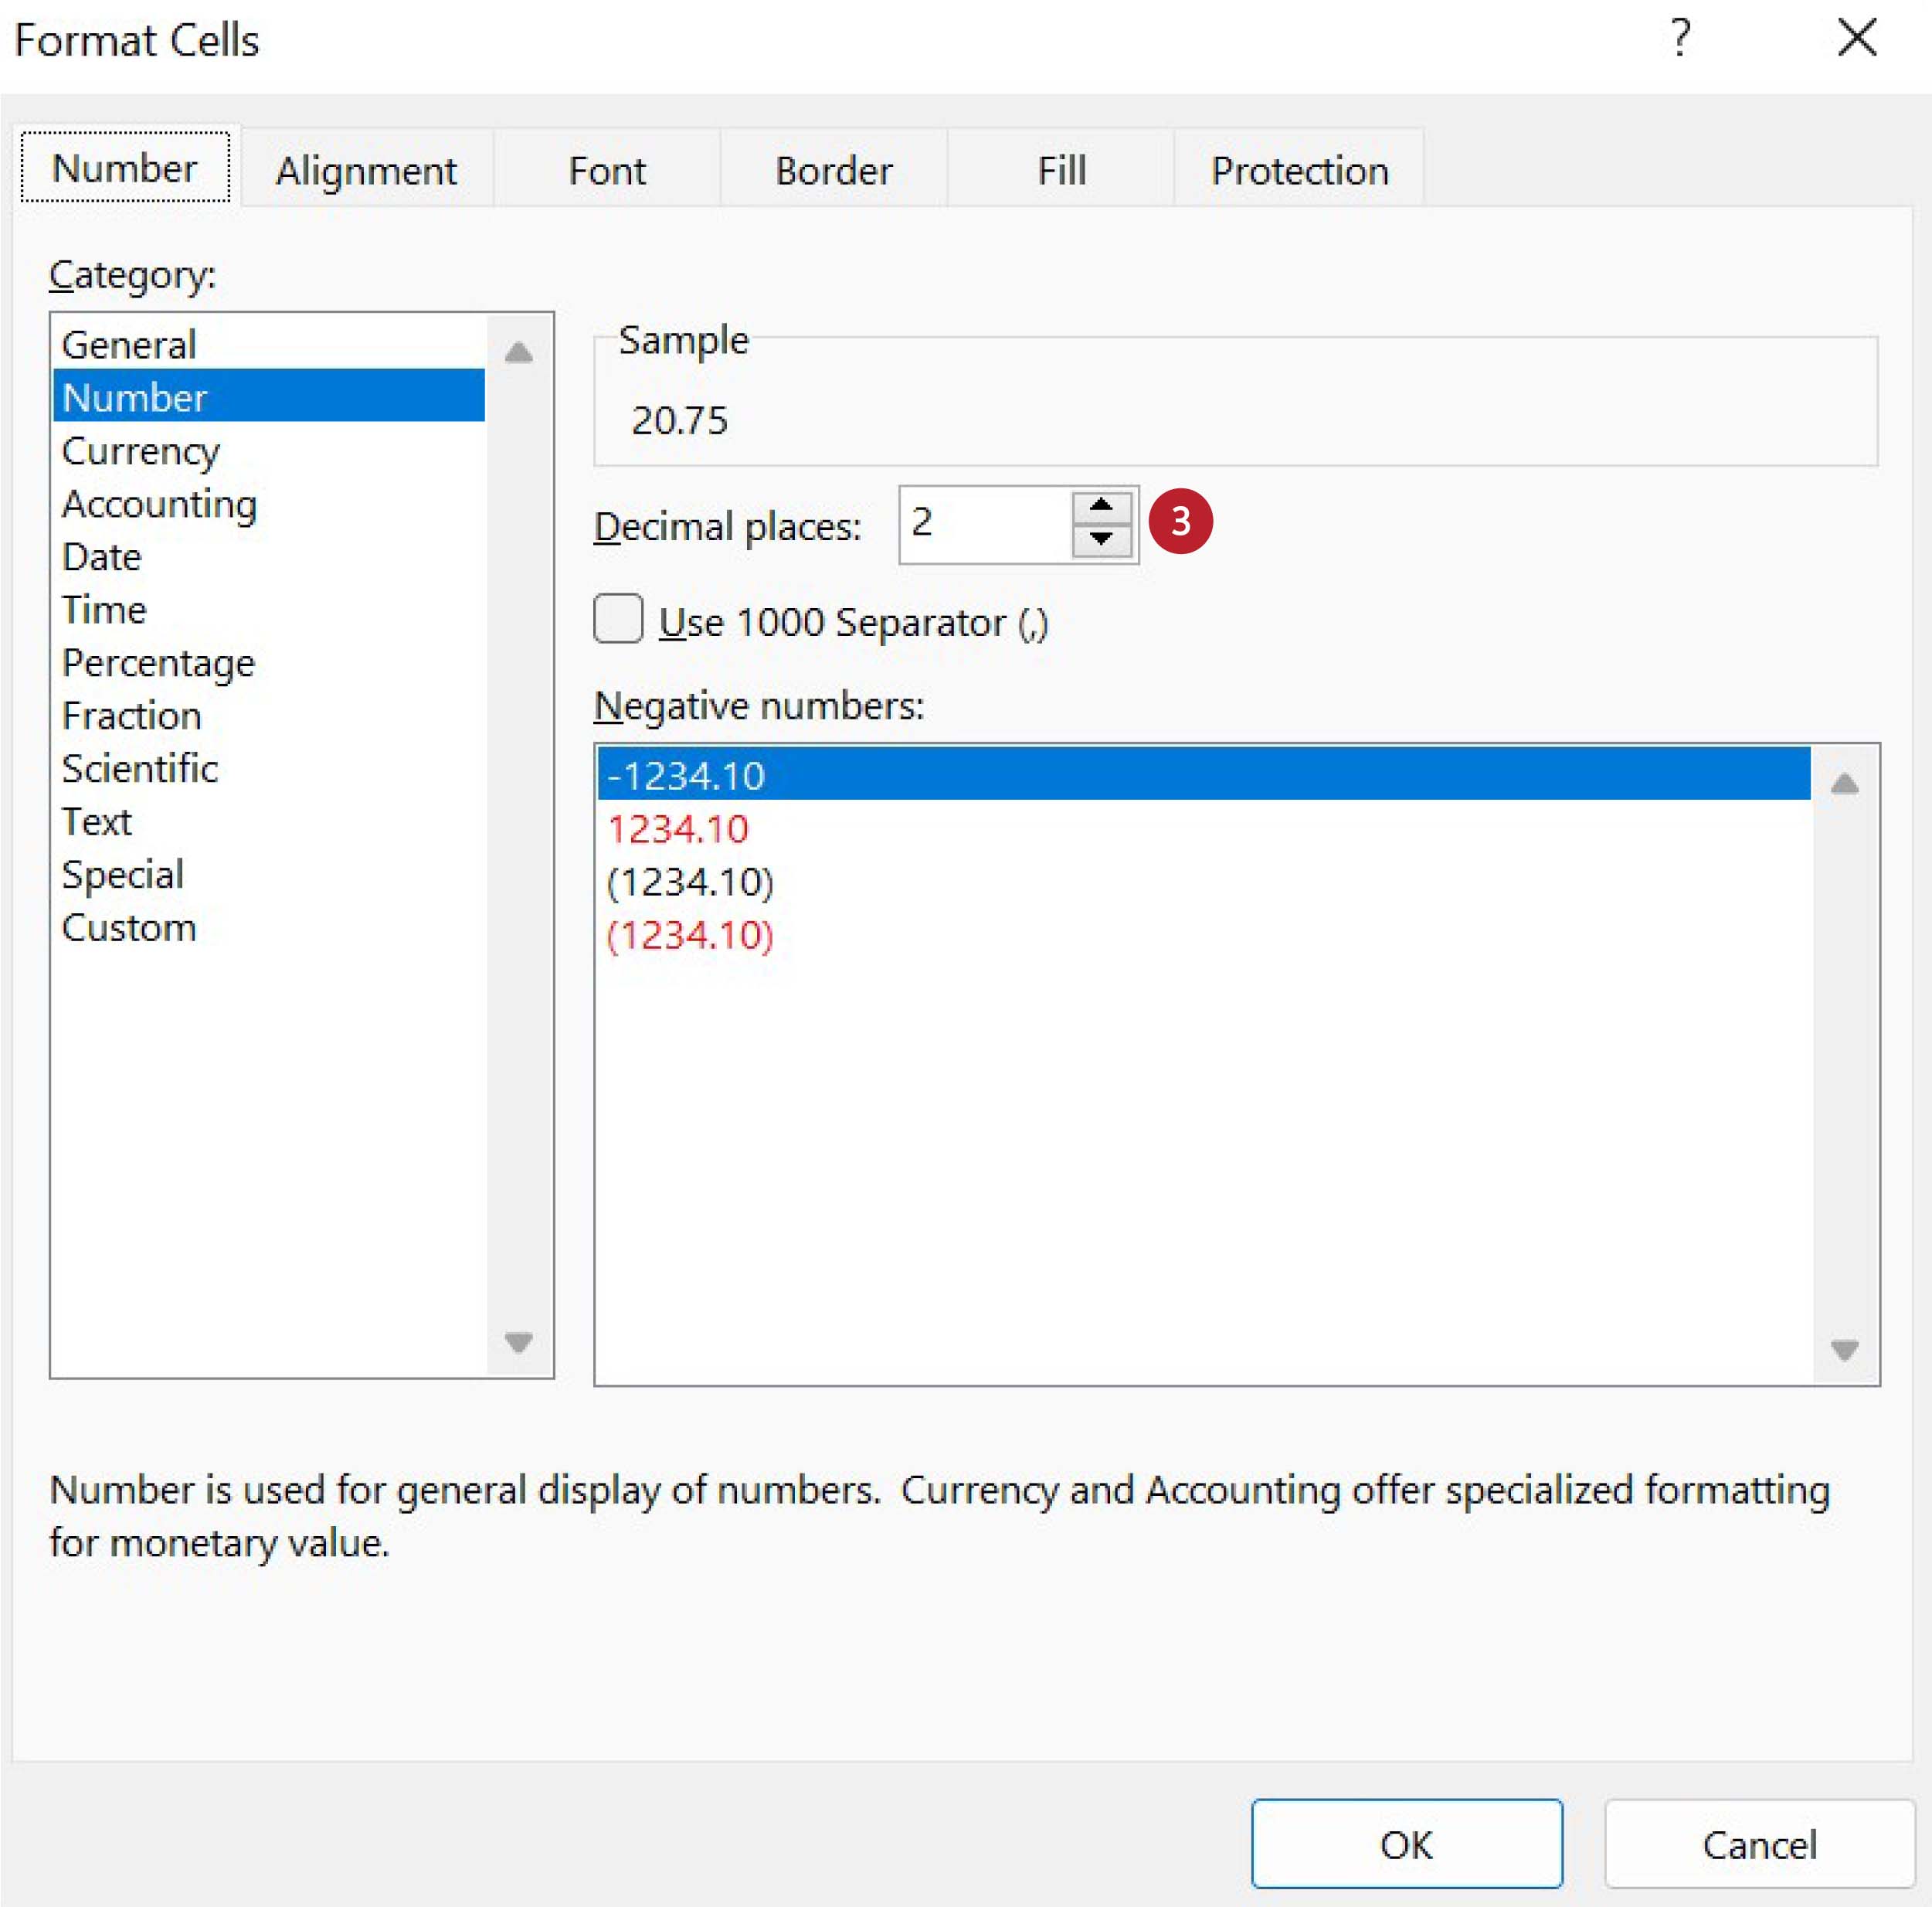 Format Cells
?
Number Alignment Font Border Fill Protection
Category:
General
Number
Currency
Accounting
Date
Time
Percentage
Fraction
Scientific
Text
Special
Custom
Sample
20.75
Decimal places: 2 3
Use 1000 Separator (,)
Negative numbers:
-1234.10
1234.10
(1234.10)
(1234.10)
Number is used for general display of numbers.  Currency and Accounting offer specialized formatting
for monetary value.
OK Cancel